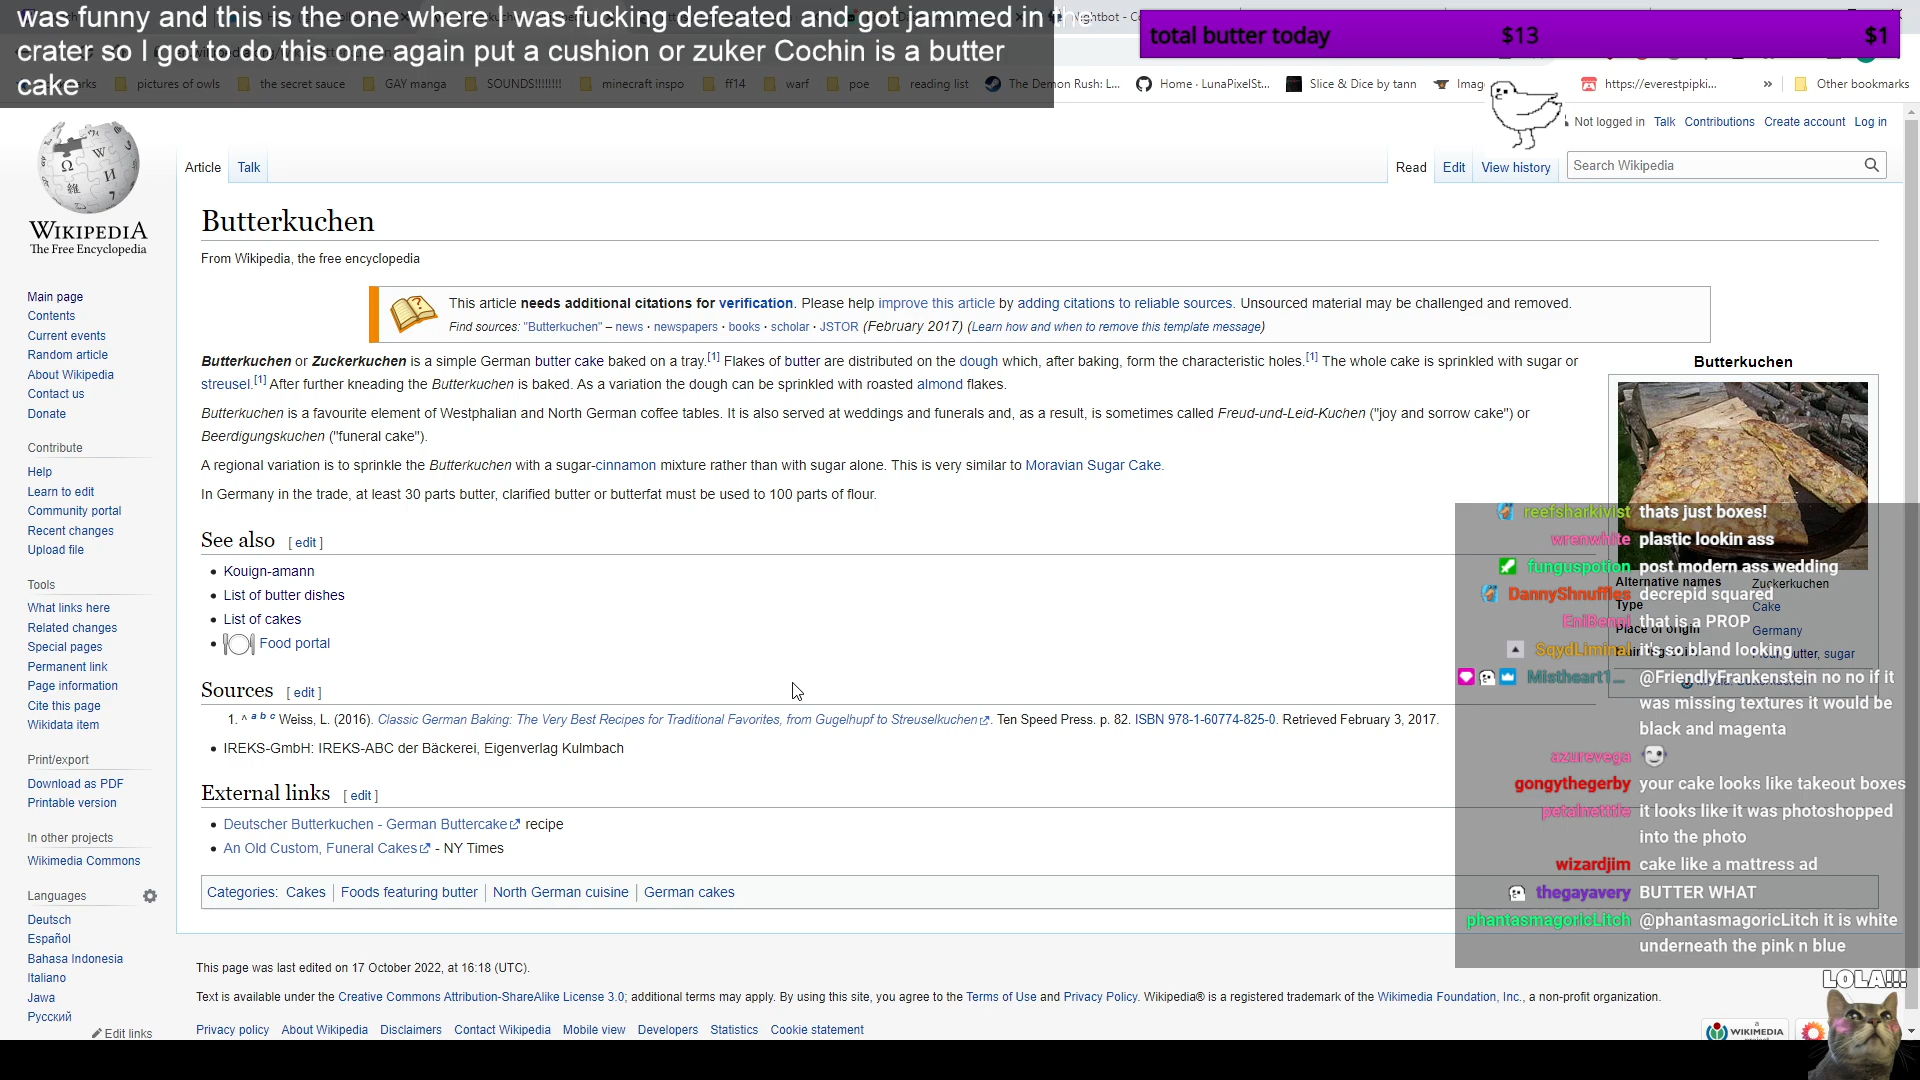 was funny and this is the one where I was fucking defeated and got jammed in the
crater so I got to do this one again put a cushion or zuker Cochin is a butter
cake
total butter today $13 $1
pictures of owls the secret sauce GAY manga SOUNDS!!!!!!!! minecraft inspo ff14 warf poe reading list The Demon Rush: L... Home · LunaPixelSt... Slice & Dice by tann Imag https://everestpipki... » Other bookmarks
Not logged in Talk Contributions Create account Log in
Article Talk Read Edit View history Search Wikipedia
WIKIPEDIA
The Free Encyclopedia
Butterkuchen
From Wikipedia, the free encyclopedia
This article needs additional citations for verification. Please help improve this article by adding citations to reliable sources. Unsourced material may be challenged and removed.
Find sources: "Butterkuchen" – news · newspapers · books · scholar · JSTOR (February 2017) (Learn how and when to remove this template message)
Butterkuchen or Zuckerkuchen is a simple German butter cake baked on a tray.[1] Flakes of butter are distributed on the dough which, after baking, form the characteristic holes.[1] The whole cake is sprinkled with sugar or
streusel.[1] After further kneading the Butterkuchen is baked. As a variation the dough can be sprinkled with roasted almond flakes.
Butterkuchen is a favourite element of Westphalian and North German coffee tables. It is also served at weddings and funerals and, as a result, is sometimes called Freud-und-Leid-Kuchen ("joy and sorrow cake") or
Beerdigungskuchen ("funeral cake").
A regional variation is to sprinkle the Butterkuchen with a sugar-cinnamon mixture rather than with sugar alone. This is very similar to Moravian Sugar Cake.
In Germany in the trade, at least 30 parts butter, clarified butter or butterfat must be used to 100 parts of flour.
See also [ edit ]
• Kouign-amann
• List of butter dishes
• List of cakes
• Food portal
Sources [ edit ]
1. ^ a b c Weiss, L. (2016). Classic German Baking: The Very Best Recipes for Traditional Favorites, from Gugelhupf to Streuselkuchen. Ten Speed Press. p. 82. ISBN 978-1-60774-825-0. Retrieved February 3, 2017.
• IREKS-GmbH: IREKS-ABC der Bäckerei, Eigenverlag Kulmbach
External links [ edit ]
• Deutscher Butterkuchen - German Buttercake recipe
• An Old Custom, Funeral Cakes - NY Times
Categories: Cakes | Foods featuring butter | North German cuisine | German cakes
This page was last edited on 17 October 2022, at 16:18 (UTC).
Text is available under the Creative Commons Attribution-ShareAlike License 3.0; additional terms may apply. By using this site, you agree to the Terms of Use and Privacy Policy. Wikipedia® is a registered trademark of the Wikimedia Foundation, Inc., a non-profit organization.
Privacy policy About Wikipedia Disclaimers Contact Wikipedia Mobile view Developers Statistics Cookie statement
WIKIMEDIA
Main page
Contents
Current events
Random article
About Wikipedia
Contact us
Donate
Contribute
Help
Learn to edit
Community portal
Recent changes
Upload file
Tools
What links here
Related changes
Special pages
Permanent link
Page information
Cite this page
Wikidata item
Print/export
Download as PDF
Printable version
In other projects
Wikimedia Commons
Languages
Deutsch
Español
Bahasa Indonesia
Italiano
Jawa
Русский
Edit links
Butterkuchen
Alternative names Zuckerkuchen
Type Cake
Place of origin Germany
butter, sugar
reefsharkivist thats just boxes!
wrenwhite plastic lookin ass
funguspotion post modern ass wedding
DannyShnuffles decrepid squared
EniBenni that is a PROP
SqydLiminal it's so bland looking
Mistheart1... @FriendlyFrankenstein no no if it
was missing textures it would be
black and magenta
azurevega
gongythegerby your cake looks like takeout boxes
petalnetttle it looks like it was photoshopped
into the photo
wizardjim cake like a mattress ad
thegayavery BUTTER WHAT
phantasmagoricLitch @phantasmagoricLitch it is white
underneath the pink n blue
LOLA!!!